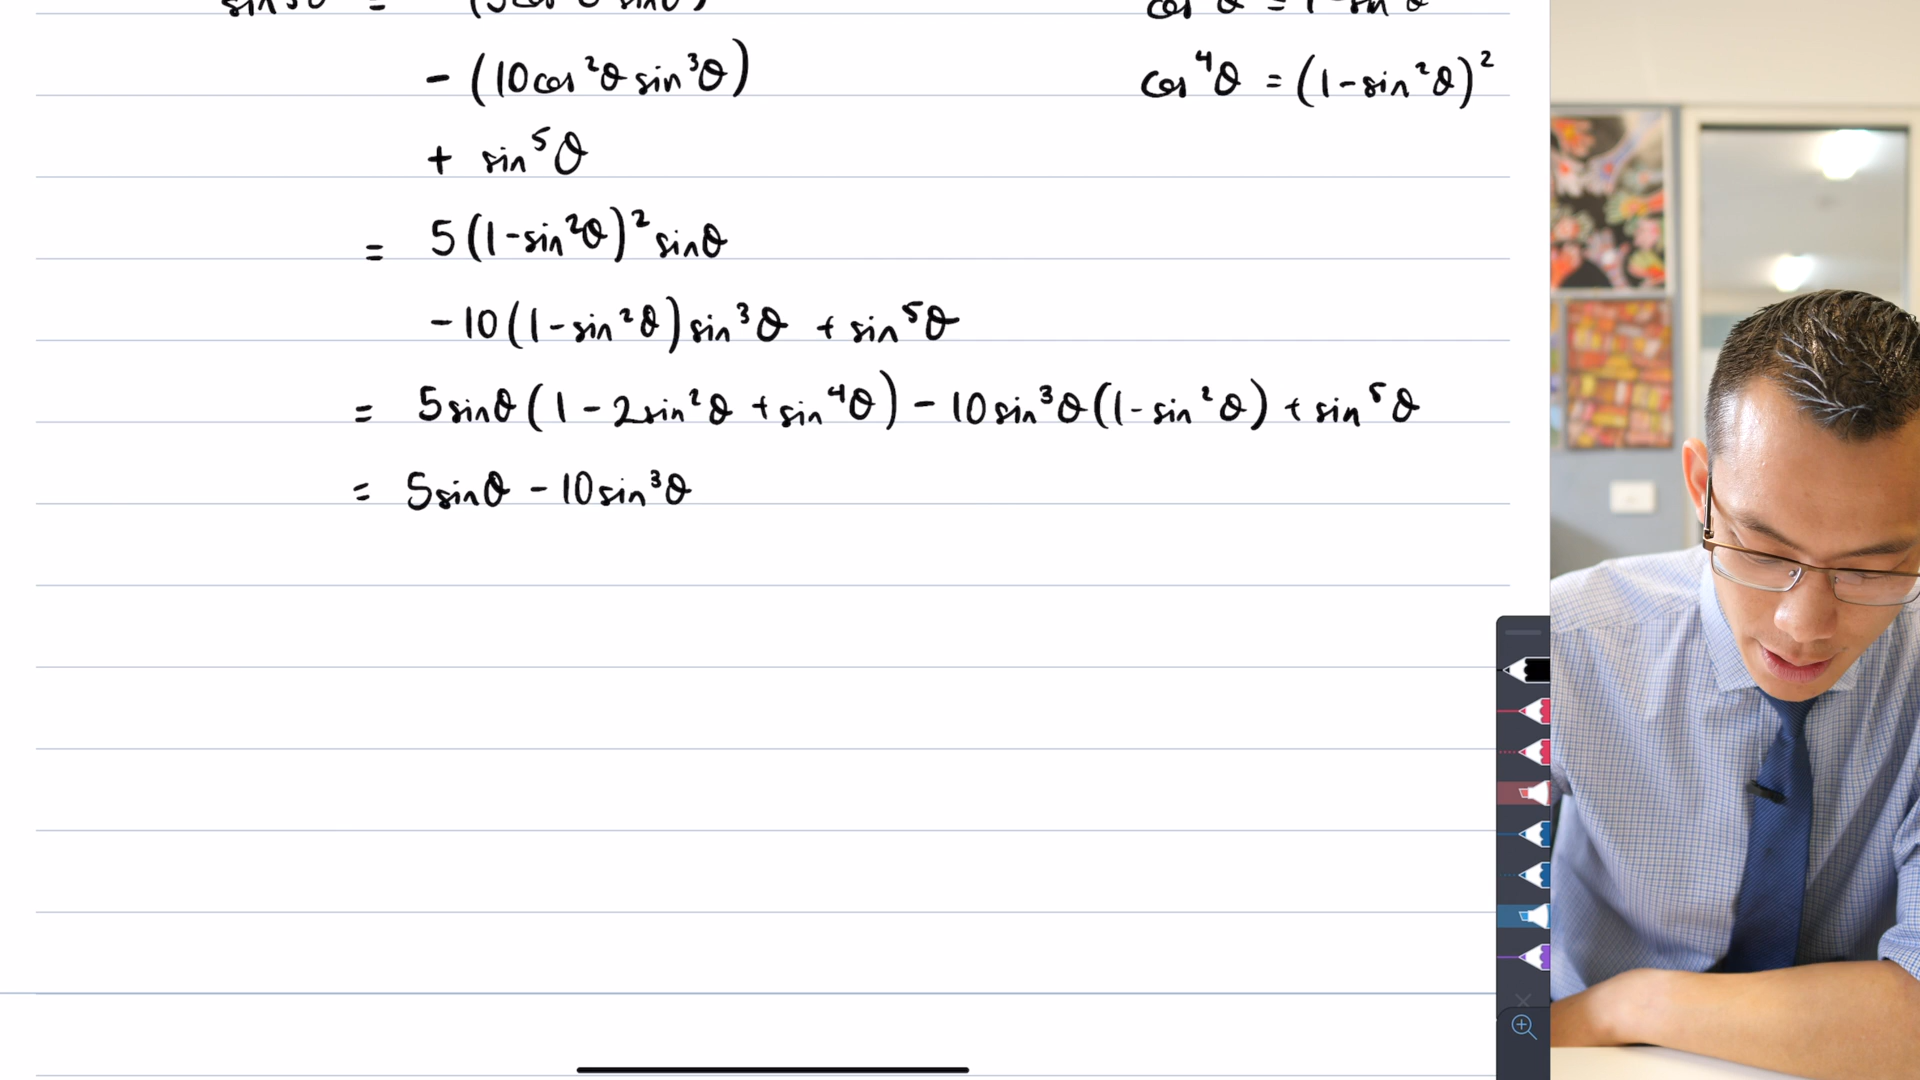 - (10cos²θ sin³θ)
cos⁴θ = (1-sin²θ)²
+ sin⁵θ
= 5(1-sin²θ)² sinθ
-10(1-sin²θ)sin³θ + sin⁵θ
= 5sinθ(1-2sin²θ + sin⁴θ) - 10sin³θ(1-sin²θ) + sin⁵θ
= 5sinθ - 10sin³θ